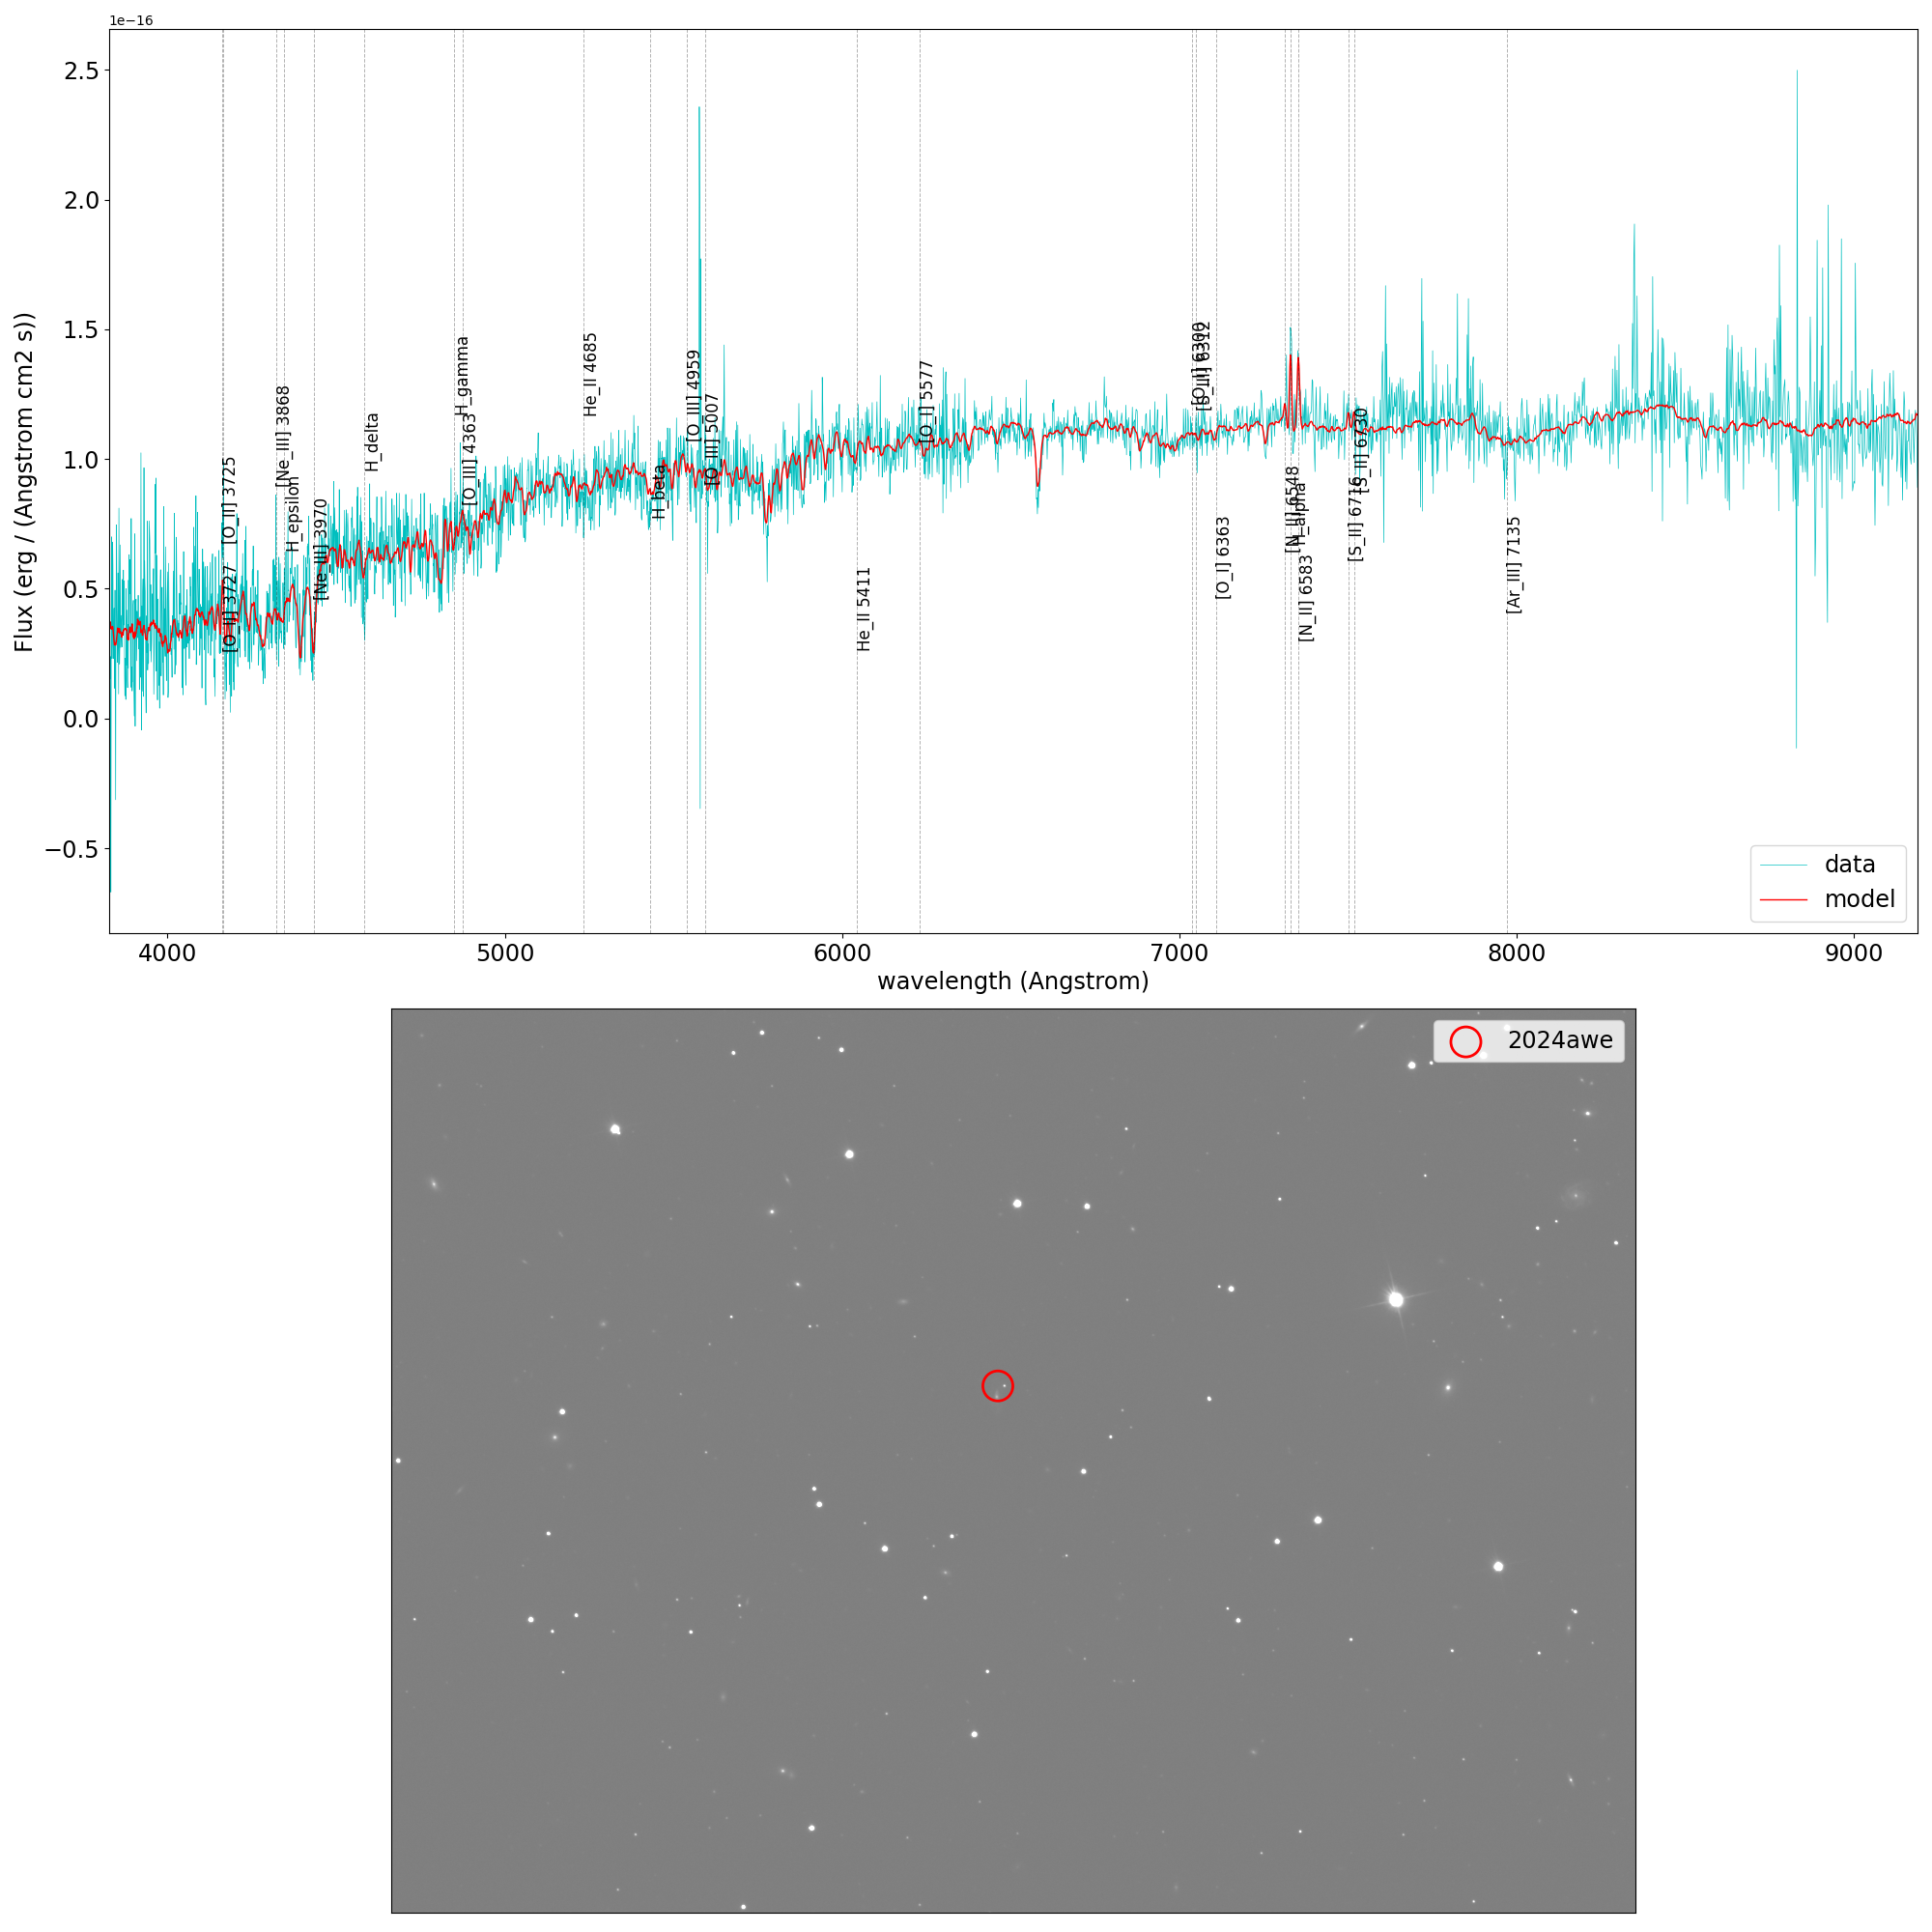 1e−16
Flux (erg / (Angstrom cm2 s))
2.5
2.0
1.5
1.0
0.5
0.0
−0.5
[O_II] 3725
[O_II] 3727
[Ne_III] 3868
H_epsilon
[Ne_III] 3970
H_delta
H_gamma
[O_III] 4363
He_II 4685
H_beta
[O_III] 4959
[O_III] 5007
He_II 5411
[O_I] 5577
[O_I] 6300
[S_III] 6312
[O_I] 6363
[N_II] 6548
H_alpha
[N_II] 6583
[S_II] 6716
[S_II] 6730
[Ar_III] 7135
data
model
4000 5000 6000 7000 8000 9000
wavelength (Angstrom)
2024awe